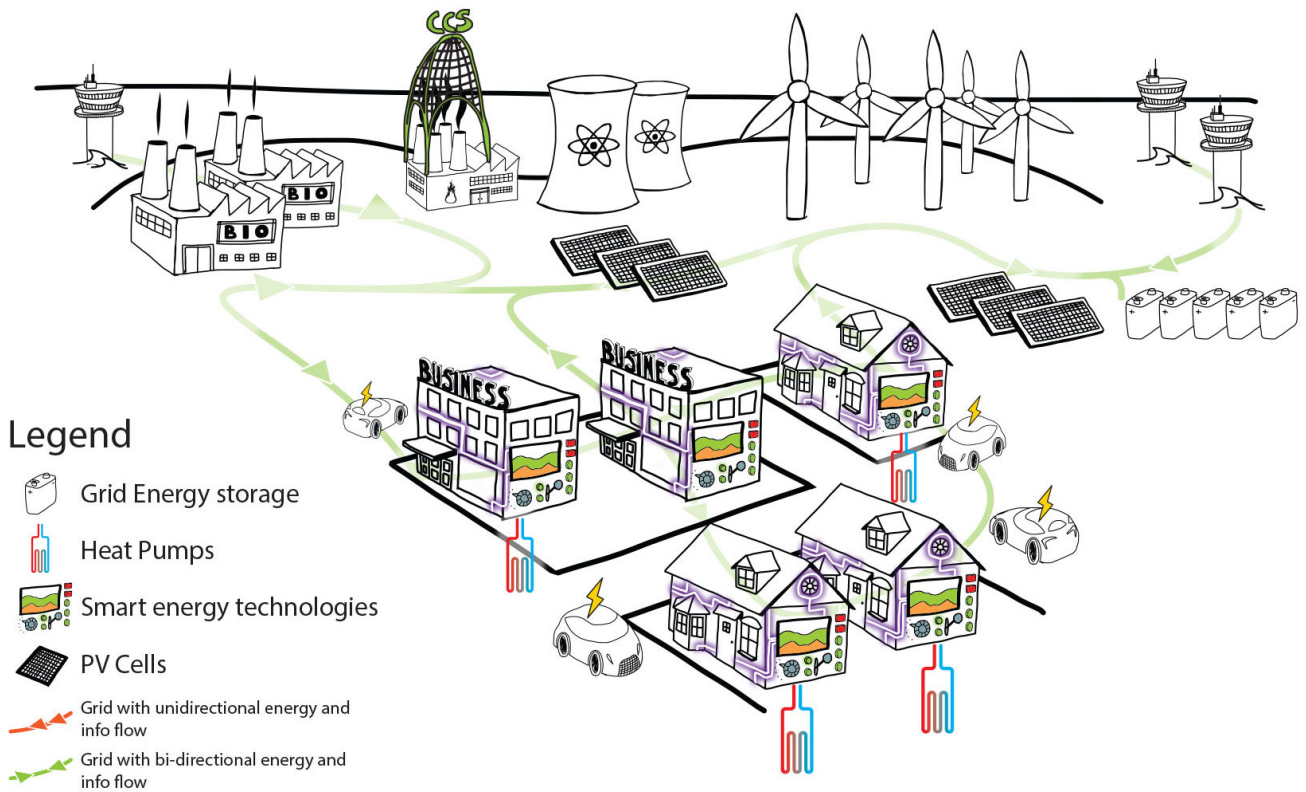 CCS
BIO
BIO
BUSINESS
BUSINESS
Legend
Grid Energy storage
Heat Pumps
Smart energy technologies
PV Cells
Grid with unidirectional energy and
info flow
Grid with bi-directional energy and
info flow